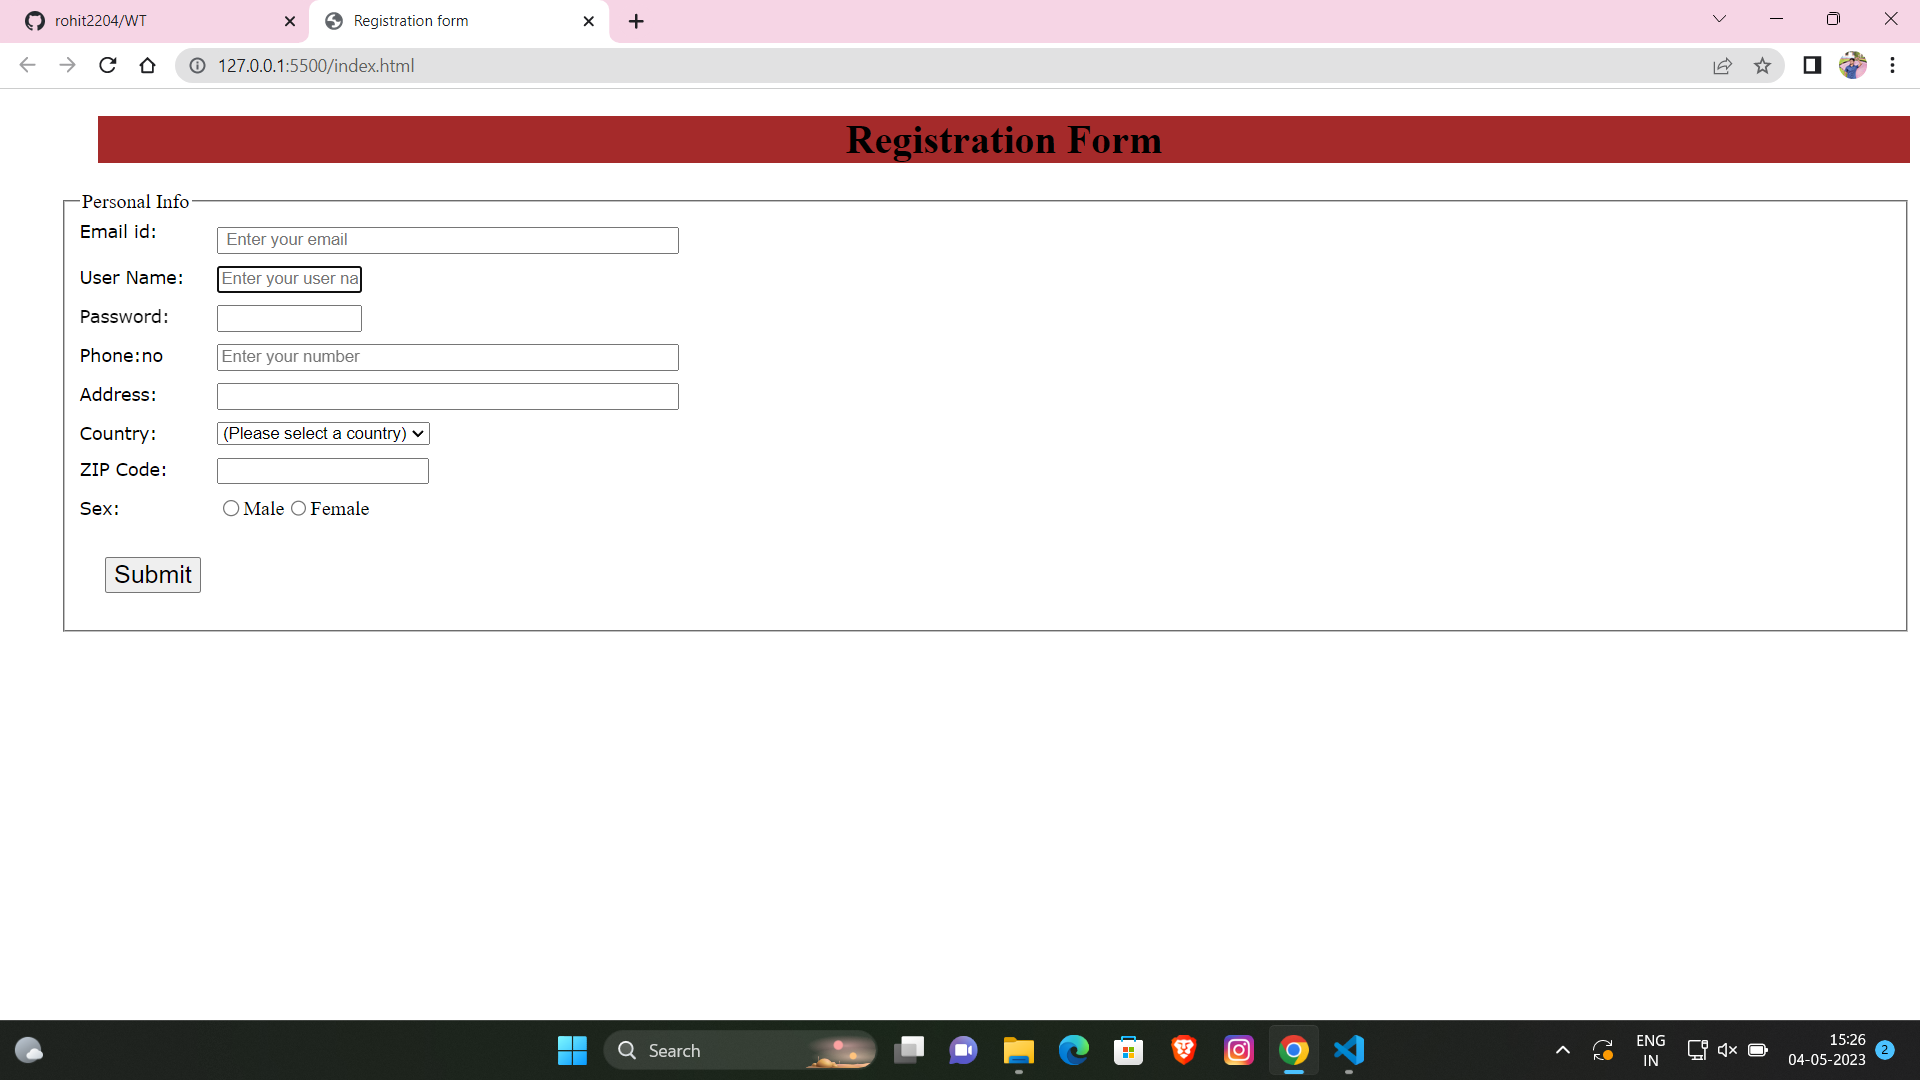 rohit2204/WT
Registration form
127.0.0.1:5500/index.html
Registration Form
Personal Info
Email id: Enter your email
User Name: Enter your user na
Password:
Phone:no Enter your number
Address:
Country: (Please select a country)
ZIP Code:
Sex: Male Female
Submit
Search
ENG
IN
15:26
04-05-2023
2